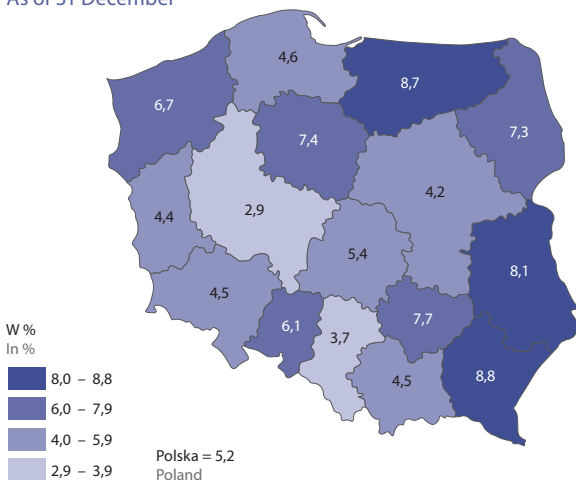 As of 31 December
4,6
8,7
6,7
7,3
7,4
4,2
2,9
4,4
5,4
8,1
4,5
6,1
7,7
3,7
8,8
4,5
W %
In %
8,0 – 8,8
6,0 – 7,9
4,0 – 5,9
2,9 – 3,9
Polska = 5,2
Poland